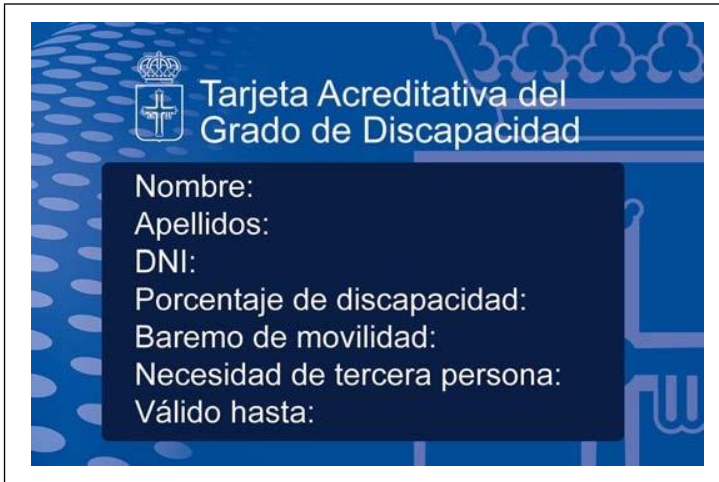 Tarjeta Acreditativa del
Grado de Discapacidad
Nombre:
Apellidos:
DNI:
Porcentaje de discapacidad:
Baremo de movilidad:
Necesidad de tercera persona:
Válido hasta: